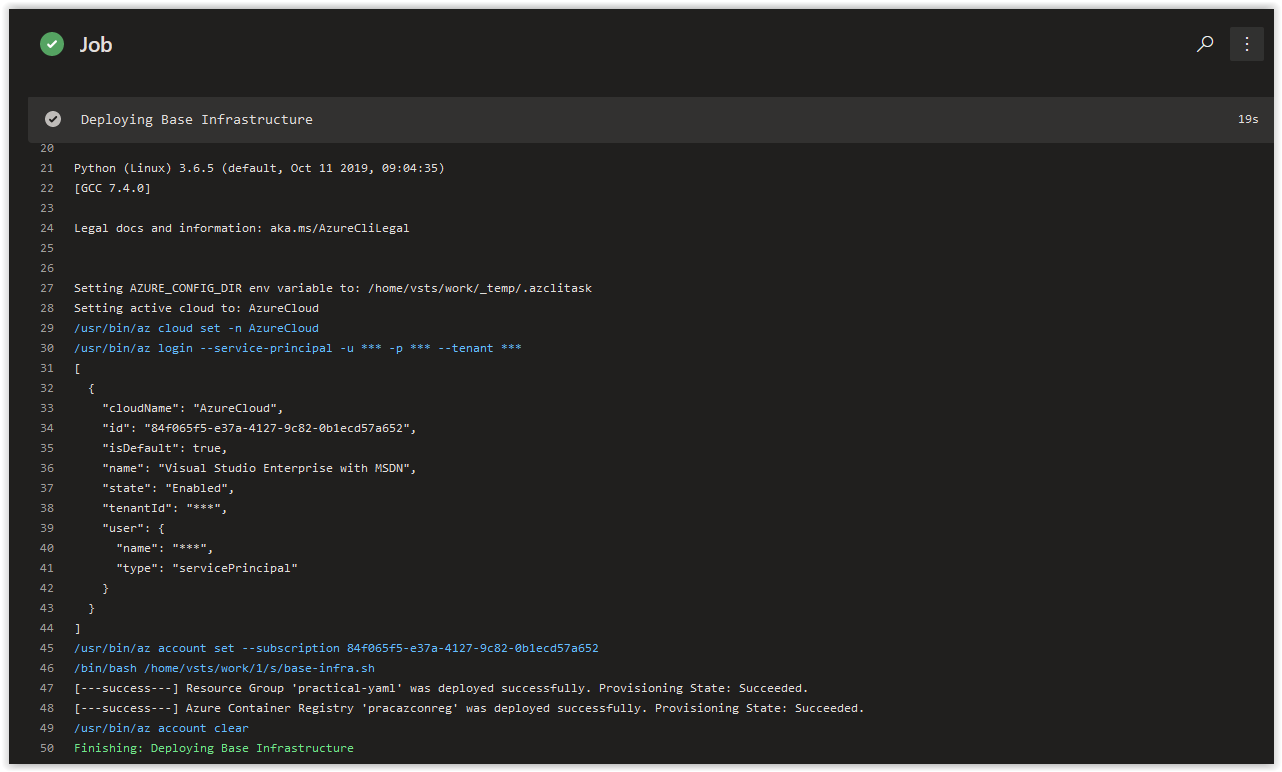 Job
Deploying Base Infrastructure 19s
20
21 Python (Linux) 3.6.5 (default, Oct 11 2019, 09:04:35)
22 [GCC 7.4.0]
23
24 Legal docs and information: aka.ms/AzureCliLegal
25
26
27 Setting AZURE_CONFIG_DIR env variable to: /home/vsts/work/_temp/.azclitask
28 Setting active cloud to: AzureCloud
29 /usr/bin/az cloud set -n AzureCloud
30 /usr/bin/az login --service-principal -u *** -p *** --tenant ***
31 [
32   {
33     "cloudName": "AzureCloud",
34     "id": "84f065f5-e37a-4127-9c82-0b1ecd57a652",
35     "isDefault": true,
36     "name": "Visual Studio Enterprise with MSDN",
37     "state": "Enabled",
38     "tenantId": "***",
39     "user": {
40       "name": "***",
41       "type": "servicePrincipal"
42     }
43   }
44 ]
45 /usr/bin/az account set --subscription 84f065f5-e37a-4127-9c82-0b1ecd57a652
46 /bin/bash /home/vsts/work/1/s/base-infra.sh
47 [---success---] Resource Group 'practical-yaml' was deployed successfully. Provisioning State: Succeeded.
48 [---success---] Azure Container Registry 'pracazconreg' was deployed successfully. Provisioning State: Succeeded.
49 /usr/bin/az account clear
50 Finishing: Deploying Base Infrastructure